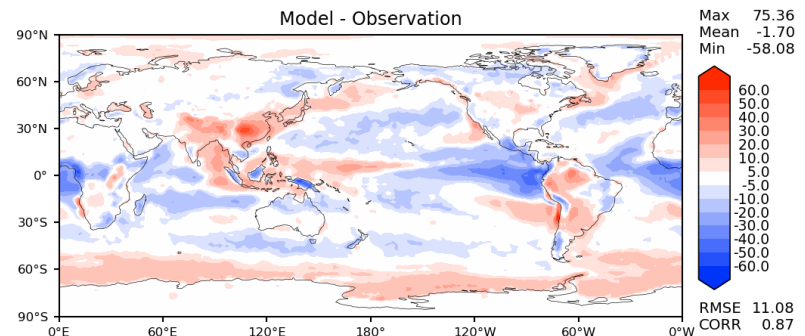 Model - Observation
Max 75.36
Mean -1.70
Min -58.08
90°N
60°N
30°N
0°
30°S
60°S
90°S
0°E 60°E 120°E 180° 120°W 60°W 0°W
60.0
50.0
40.0
30.0
20.0
10.0
5.0
-5.0
-10.0
-20.0
-30.0
-40.0
-50.0
-60.0
RMSE 11.08
CORR 0.87